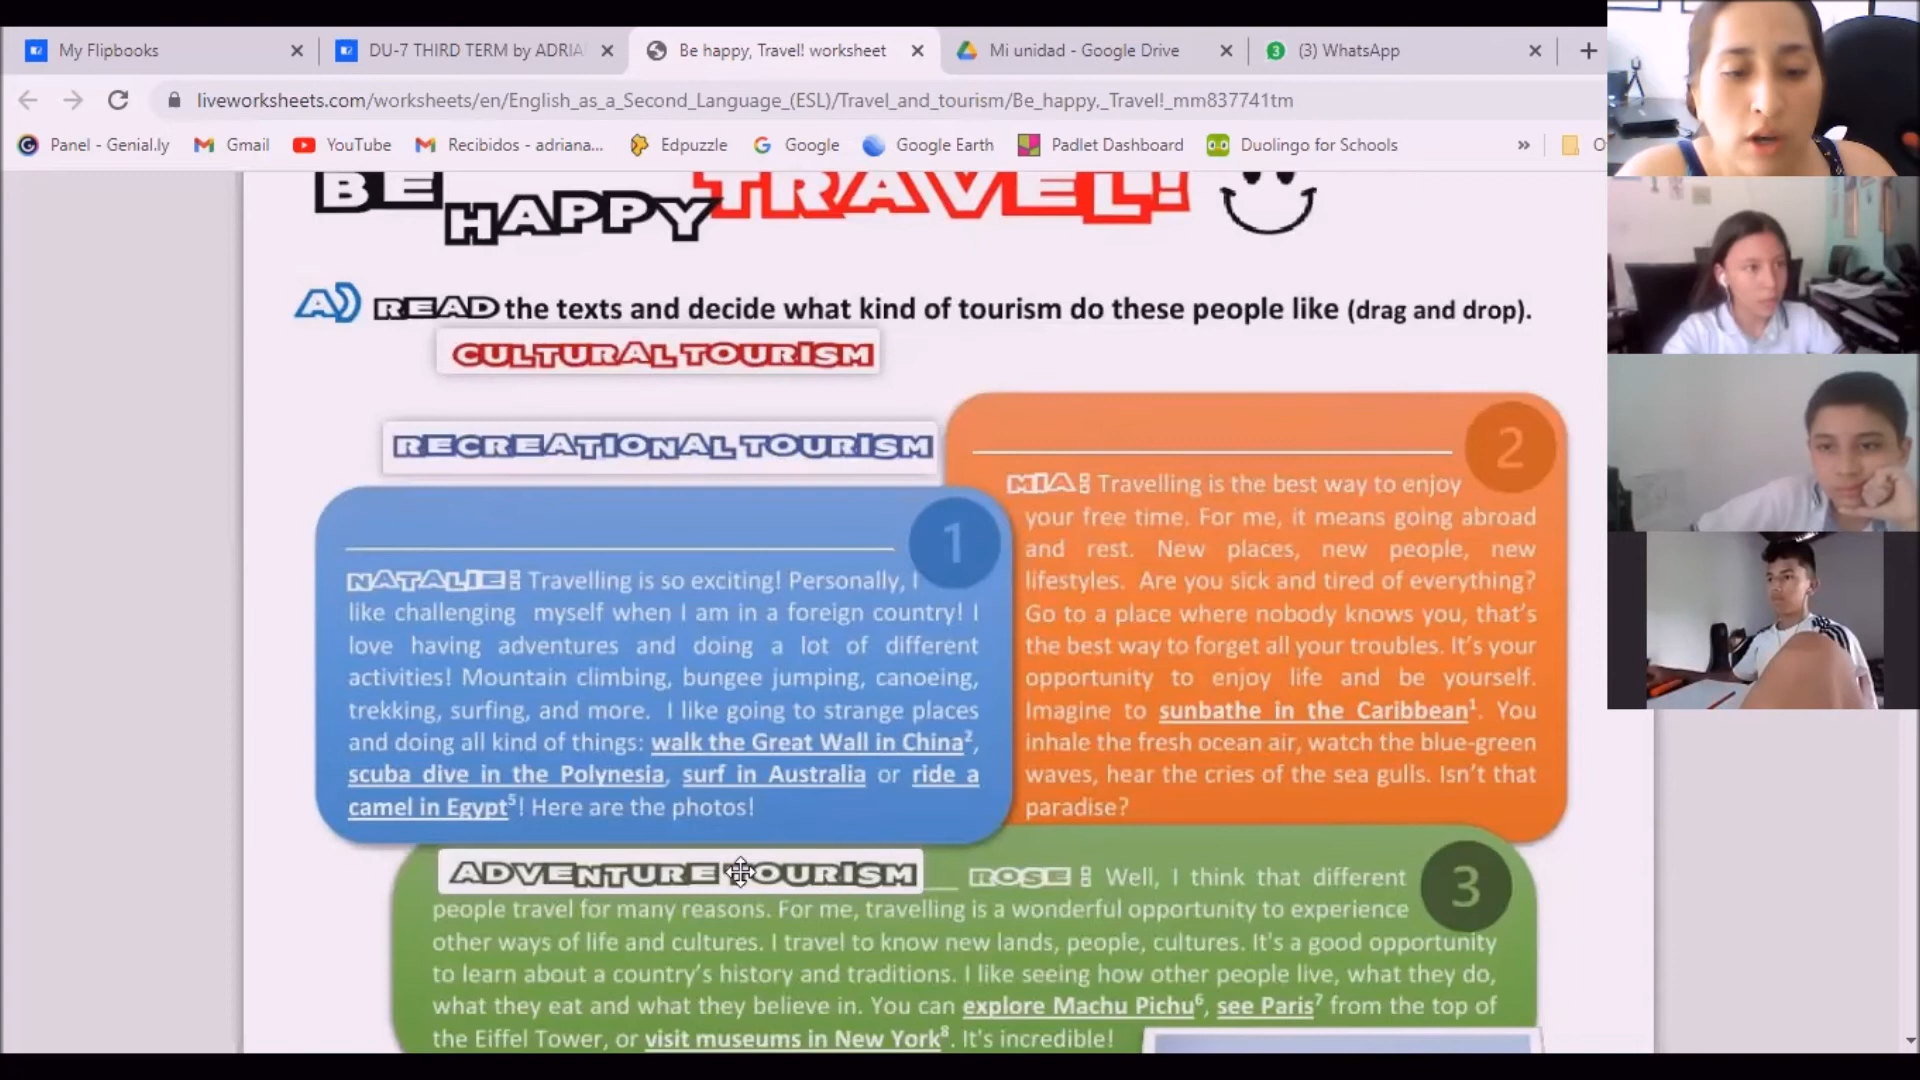 My Flipbooks
DU-7 THIRD TERM by ADRIA
Be happy, Travel! worksheet
Mi unidad - Google Drive
3
(3) WhatsApp
liveworksheets.com/worksheets/en/English_as_a_Second_Language_(ESL)/Travel_and_tourism/Be_happy,_Travel!_mm837741tm
Panel - Genial.ly
Gmail
YouTube
Recibidos - adriana...
Edpuzzle
Google
Google Earth
Padlet Dashboard
Duolingo for Schools
»
BE HAPPY TRAVEL!
A) READ the texts and decide what kind of tourism do these people like (drag and drop).
CULTURAL TOURISM
RECREATIONAL TOURISM
1
NATALIE: Travelling is so exciting! Personally, I
like challenging myself when I am in a foreign country! I
love having adventures and doing a lot of different
activities! Mountain climbing, bungee jumping, canoeing,
trekking, surfing, and more. I like going to strange places
and doing all kind of things: walk the Great Wall in China²,
scuba dive in the Polynesia, surf in Australia or ride a
camel in Egypt⁵! Here are the photos!
2
MIA: Travelling is the best way to enjoy
your free time. For me, it means going abroad
and rest. New places, new people, new
lifestyles. Are you sick and tired of everything?
Go to a place where nobody knows you, that's
the best way to forget all your troubles. It's your
opportunity to enjoy life and be yourself.
Imagine to sunbathe in the Caribbean¹. You
inhale the fresh ocean air, watch the blue-green
waves, hear the cries of the sea gulls. Isn't that
paradise?
ADVENTURE TOURISM
3
ROSE: Well, I think that different
people travel for many reasons. For me, travelling is a wonderful opportunity to experience
other ways of life and cultures. I travel to know new lands, people, cultures. It's a good opportunity
to learn about a country's history and traditions. I like seeing how other people live, what they do,
what they eat and what they believe in. You can explore Machu Pichu⁶, see Paris⁷ from the top of
the Eiffel Tower, or visit museums in New York⁸. It's incredible!